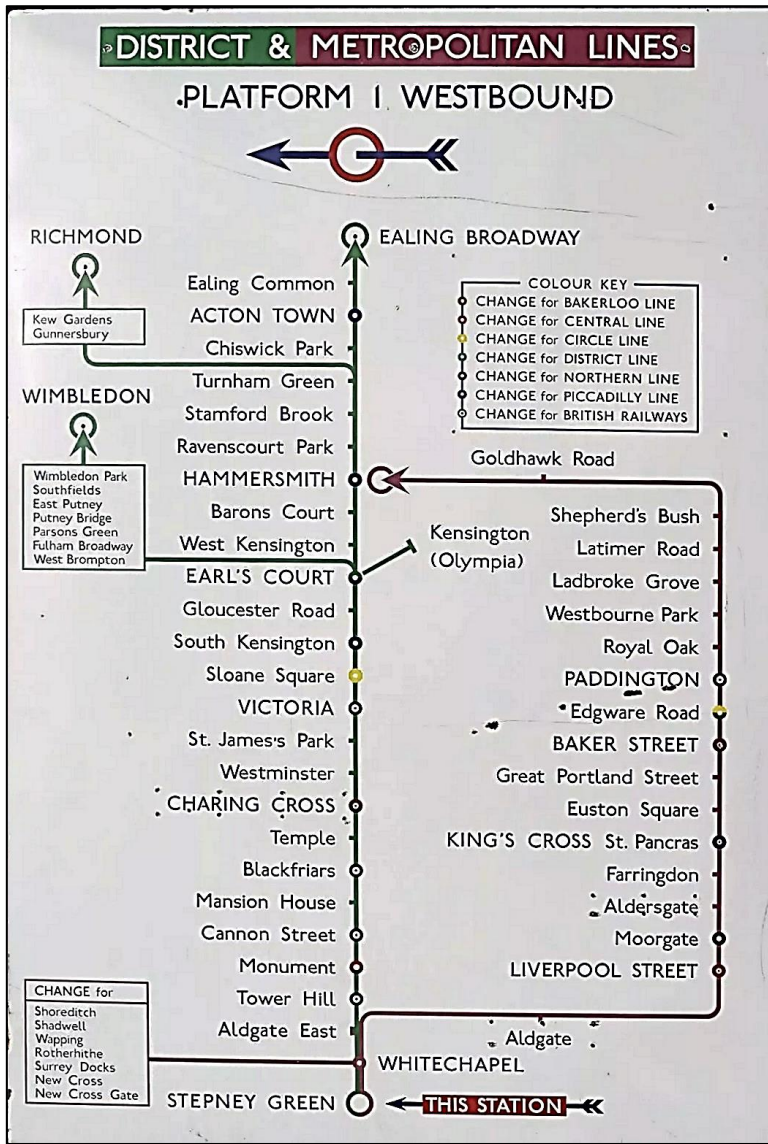 DISTRICT & METROPOLITAN LINES
PLATFORM 1 WESTBOUND
RICHMOND
EALING BROADWAY
Ealing Common
ACTON TOWN
Kew Gardens
Gunnersbury
Chiswick Park
Turnham Green
WIMBLEDON
Stamford Brook
Ravenscourt Park
HAMMERSMITH
Wimbledon Park
Southfields
East Putney
Putney Bridge
Parsons Green
Fulham Broadway
West Brompton
Barons Court
West Kensington
EARL'S COURT
Kensington
(Olympia)
Gloucester Road
South Kensington
Sloane Square
VICTORIA
St. James's Park
Westminster
CHARING CROSS
Temple
Blackfriars
Mansion House
Cannon Street
Monument
Tower Hill
Aldgate East
COLOUR KEY
CHANGE for BAKERLOO LINE
CHANGE for CENTRAL LINE
CHANGE for CIRCLE LINE
CHANGE for DISTRICT LINE
CHANGE for NORTHERN LINE
CHANGE for PICCADILLY LINE
CHANGE for BRITISH RAILWAYS
Goldhawk Road
Shepherd's Bush
Latimer Road
Ladbroke Grove
Westbourne Park
Royal Oak
PADDINGTON
Edgware Road
BAKER STREET
Great Portland Street
Euston Square
KING'S CROSS St. Pancras
Farringdon
Aldersgate
Moorgate
LIVERPOOL STREET
Aldgate
WHITECHAPEL
CHANGE for
Shoreditch
Shadwell
Wapping
Rotherhithe
Surrey Docks
New Cross
New Cross Gate
STEPNEY GREEN
THIS STATION